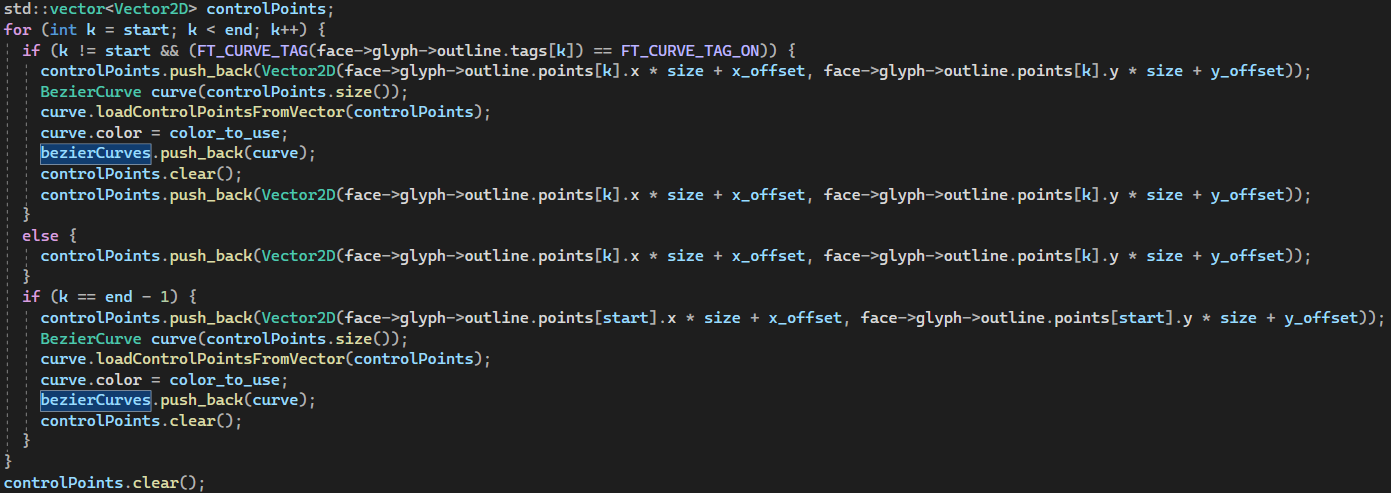 std::vector<Vector2D> controlPoints;
for (int k = start; k < end; k++) {
if (k != start && (FT_CURVE_TAG(face->glyph->outline.tags[k]) == FT_CURVE_TAG_ON)) {
controlPoints.push_back(Vector2D(face->glyph->outline.points[k].x * size + x_offset, face->glyph->outline.points[k].y * size + y_offset));
BezierCurve curve(controlPoints.size());
curve.loadControlPointsFromVector(controlPoints);
curve.color = color_to_use;
bezierCurves.push_back(curve);
controlPoints.clear();
controlPoints.push_back(Vector2D(face->glyph->outline.points[k].x * size + x_offset, face->glyph->outline.points[k].y * size + y_offset));
}
else {
controlPoints.push_back(Vector2D(face->glyph->outline.points[k].x * size + x_offset, face->glyph->outline.points[k].y * size + y_offset));
}
if (k == end - 1) {
controlPoints.push_back(Vector2D(face->glyph->outline.points[start].x * size + x_offset, face->glyph->outline.points[start].y * size + y_offset));
BezierCurve curve(controlPoints.size());
curve.loadControlPointsFromVector(controlPoints);
curve.color = color_to_use;
bezierCurves.push_back(curve);
controlPoints.clear();
}
}
controlPoints.clear();